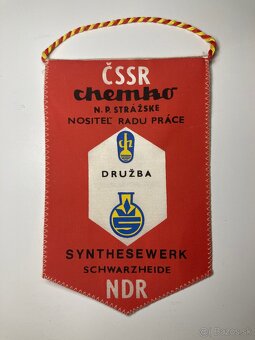 ČSSR
chemko
N.P. STRÁŽSKE
NOSITEĽ RADU PRÁCE
DRUŽBA
SYNTHESEWERK
SCHWARZHEIDE
NDR